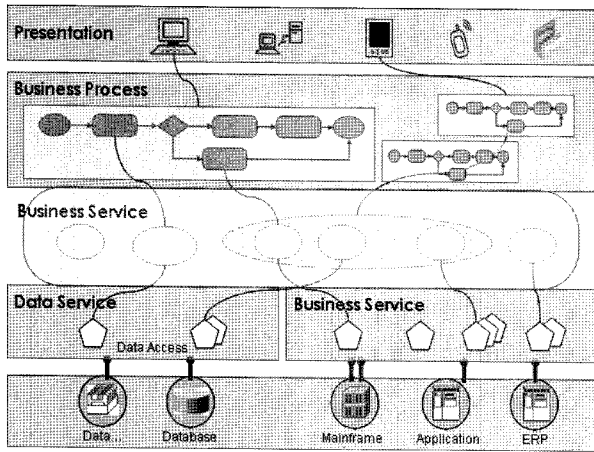 Presentation
Business Process
Business Service
Data Service
Business Service
Data Access
Data...
Database
Mainframe
Application
ERP